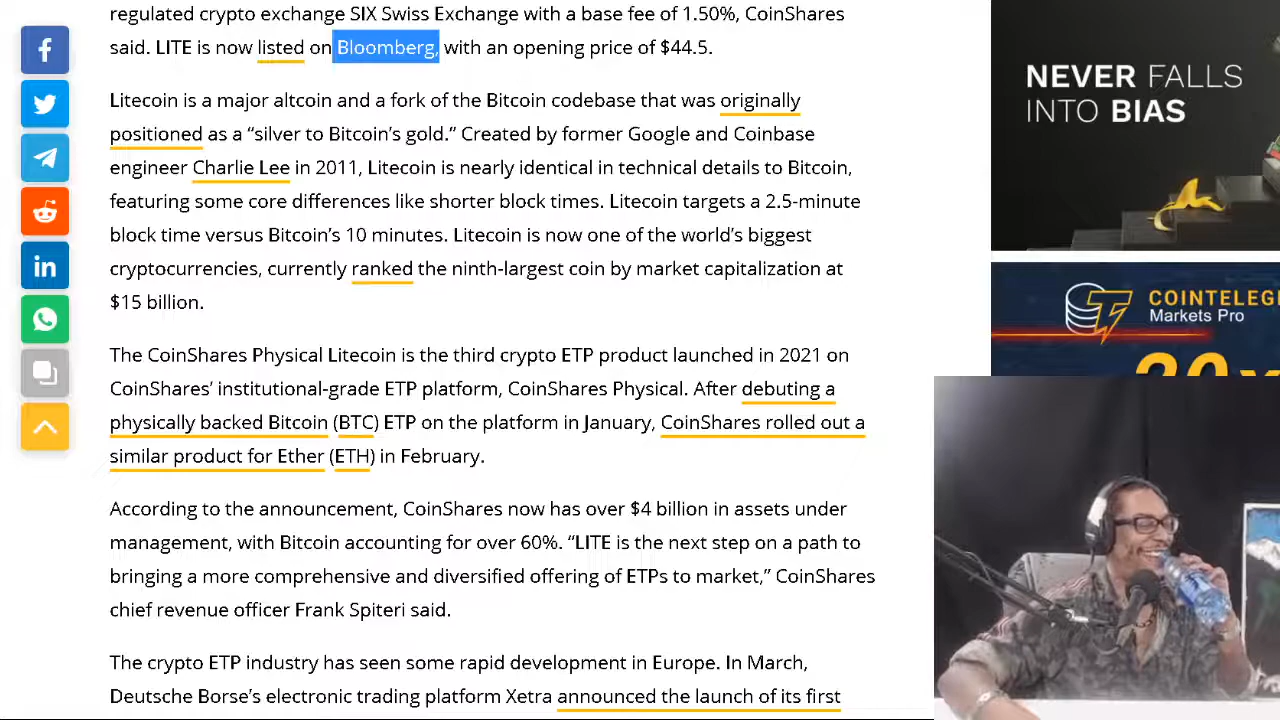 regulated crypto exchange SIX Swiss Exchange with a base fee of 1.50%, CoinShares
said. LITE is now listed on Bloomberg, with an opening price of $44.5.
Litecoin is a major altcoin and a fork of the Bitcoin codebase that was originally
positioned as a “silver to Bitcoin’s gold.” Created by former Google and Coinbase
engineer Charlie Lee in 2011, Litecoin is nearly identical in technical details to Bitcoin,
featuring some core differences like shorter block times. Litecoin targets a 2.5-minute
block time versus Bitcoin’s 10 minutes. Litecoin is now one of the world’s biggest
cryptocurrencies, currently ranked the ninth-largest coin by market capitalization at
$15 billion.
The CoinShares Physical Litecoin is the third crypto ETP product launched in 2021 on
CoinShares’ institutional-grade ETP platform, CoinShares Physical. After debuting a
physically backed Bitcoin (BTC) ETP on the platform in January, CoinShares rolled out a
similar product for Ether (ETH) in February.
According to the announcement, CoinShares now has over $4 billion in assets under
management, with Bitcoin accounting for over 60%. “LITE is the next step on a path to
bringing a more comprehensive and diversified offering of ETPs to market,” CoinShares
chief revenue officer Frank Spiteri said.
The crypto ETP industry has seen some rapid development in Europe. In March,
Deutsche Borse’s electronic trading platform Xetra announced the launch of its first
NEVER FALLS
INTO BIAS
COINTELEG
Markets Pro